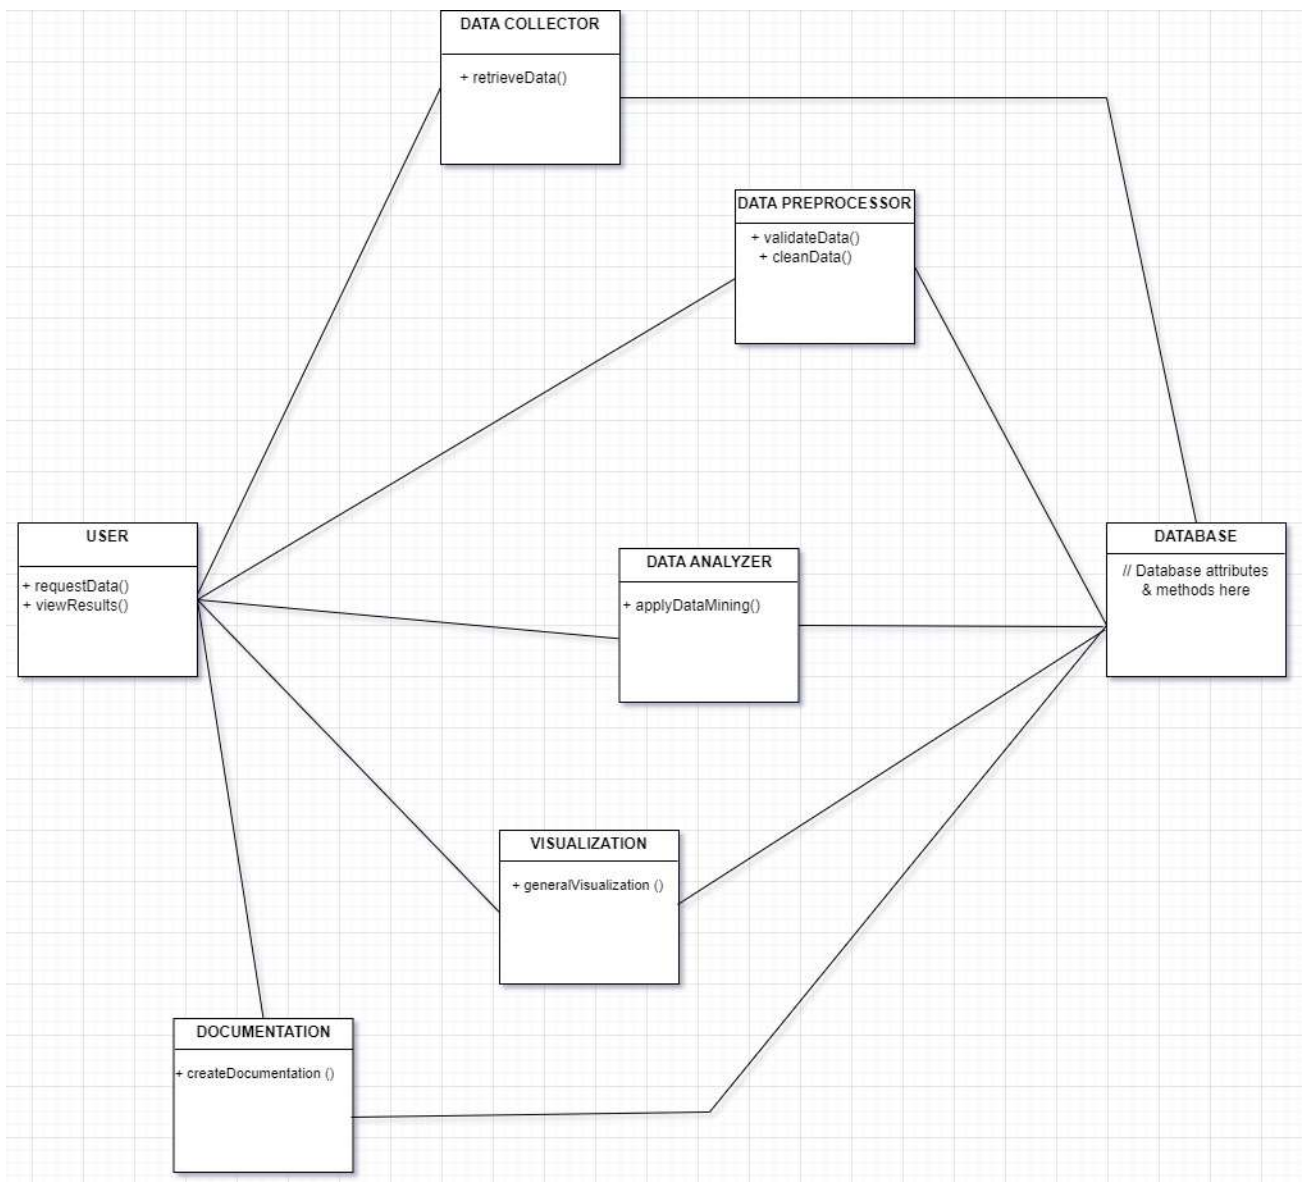 DATA COLLECTOR
+ retrieveData()
DATA PREPROCESSOR
+ validateData()
+ cleanData()
USER
+ requestData()
+ viewResults()
DATA ANALYZER
+ applyDataMining()
DATABASE
// Database attributes
& methods here
VISUALIZATION
+ generalVisualization ()
DOCUMENTATION
+ createDocumentation ()